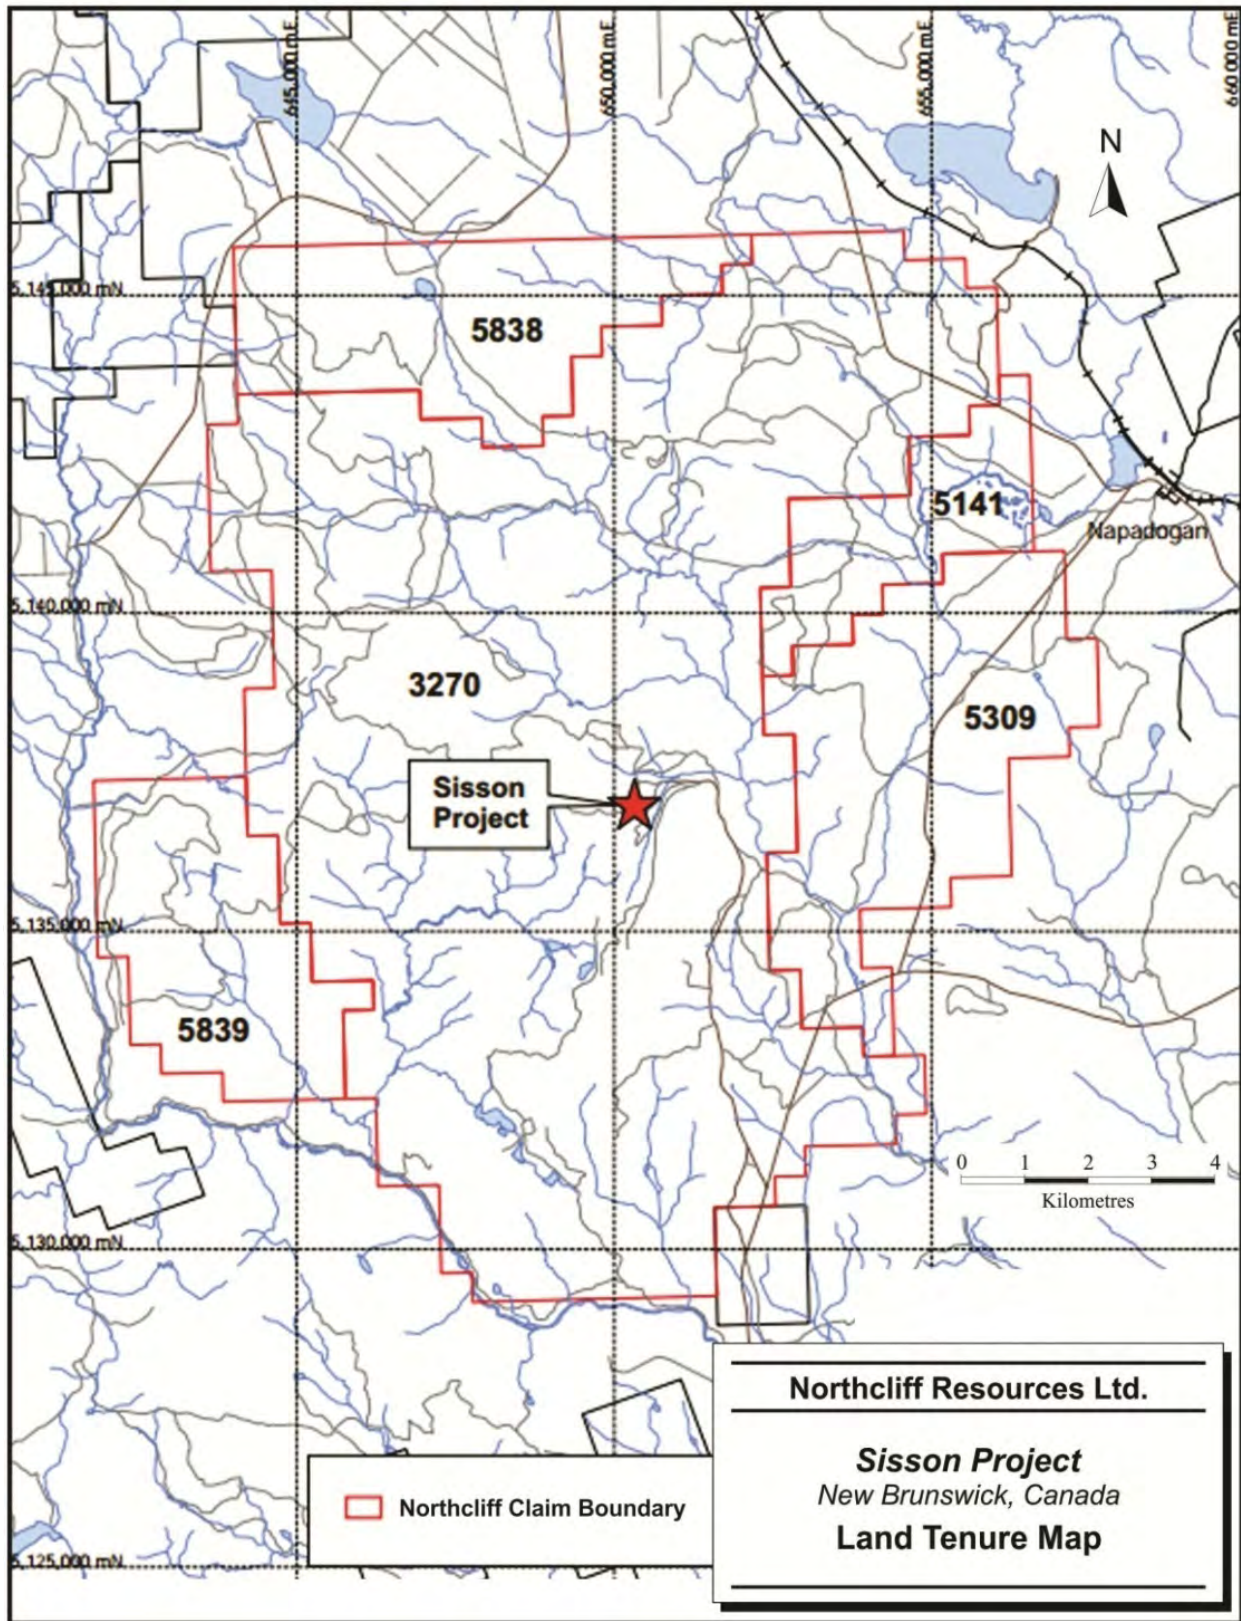 645,000 mE
650,000 mE
655,000 mE
660,000 mE
N
5,145,000 mN
5838
5141
Napadogan
5,140,000 mN
3270
5309
Sisson
Project
5,135,000 mN
5839
0 1 2 3 4
Kilometres
5,130,000 mN
Northcliff Resources Ltd.
Sisson Project
New Brunswick, Canada
Land Tenure Map
Northcliff Claim Boundary
5,125,000 mN